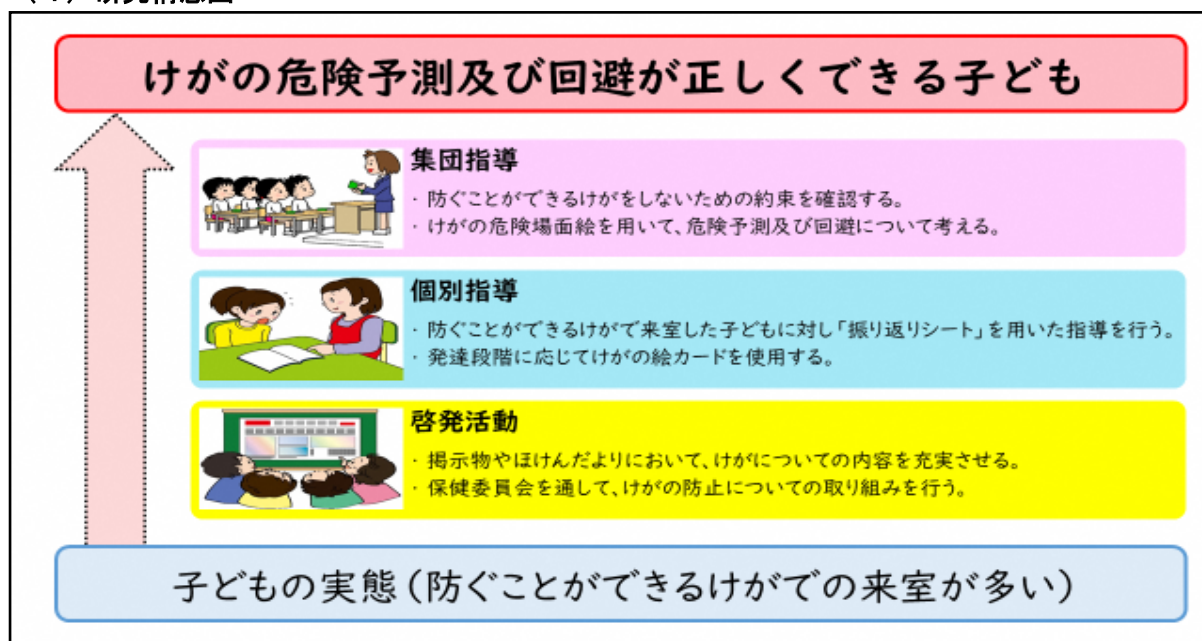 けがの危険予測及び回避が正しくできる子ども
集団指導
・防ぐことができるけがをしないための約束を確認する。
・けがの危険場面絵を用いて、危険予測及び回避について考える。
個別指導
・防ぐことができるけがで来室した子どもに対し「振り返りシート」を用いた指導を行う。
・発達段階に応じてけがの絵カードを使用する。
啓発活動
・掲示物やほけんだよりにおいて、けがについての内容を充実させる。
・保健委員会を通して、けがの防止についての取り組みを行う。
子どもの実態(防ぐことができるけがでの来室が多い)